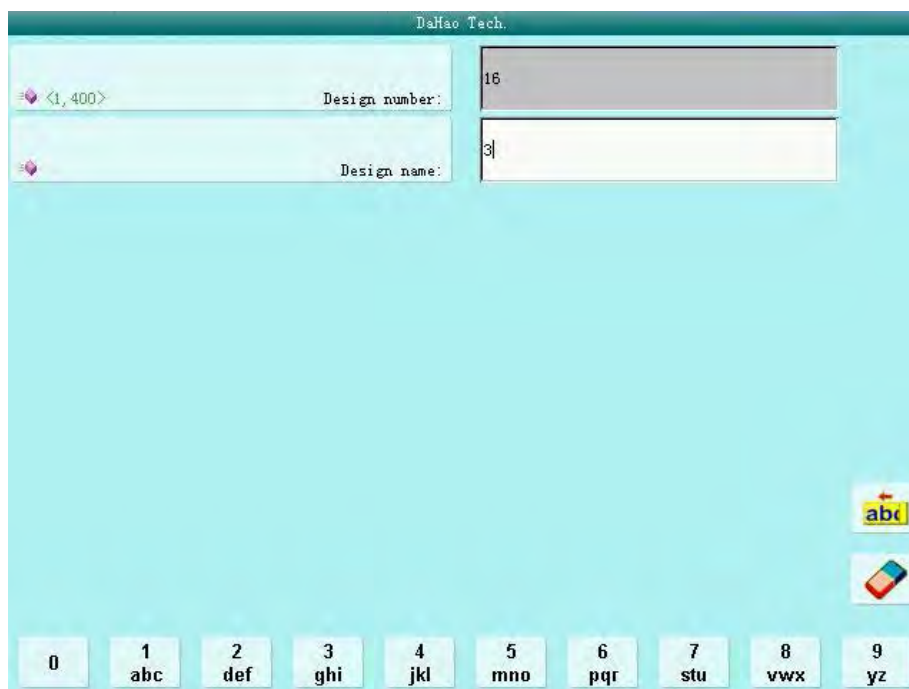 DaHao Tech.
<1,400> Design number: 16
Design name: 3
abc
0 1 2 3 4 5 6 7 8 9
abc def ghi jkl mno pqr stu vwx yz